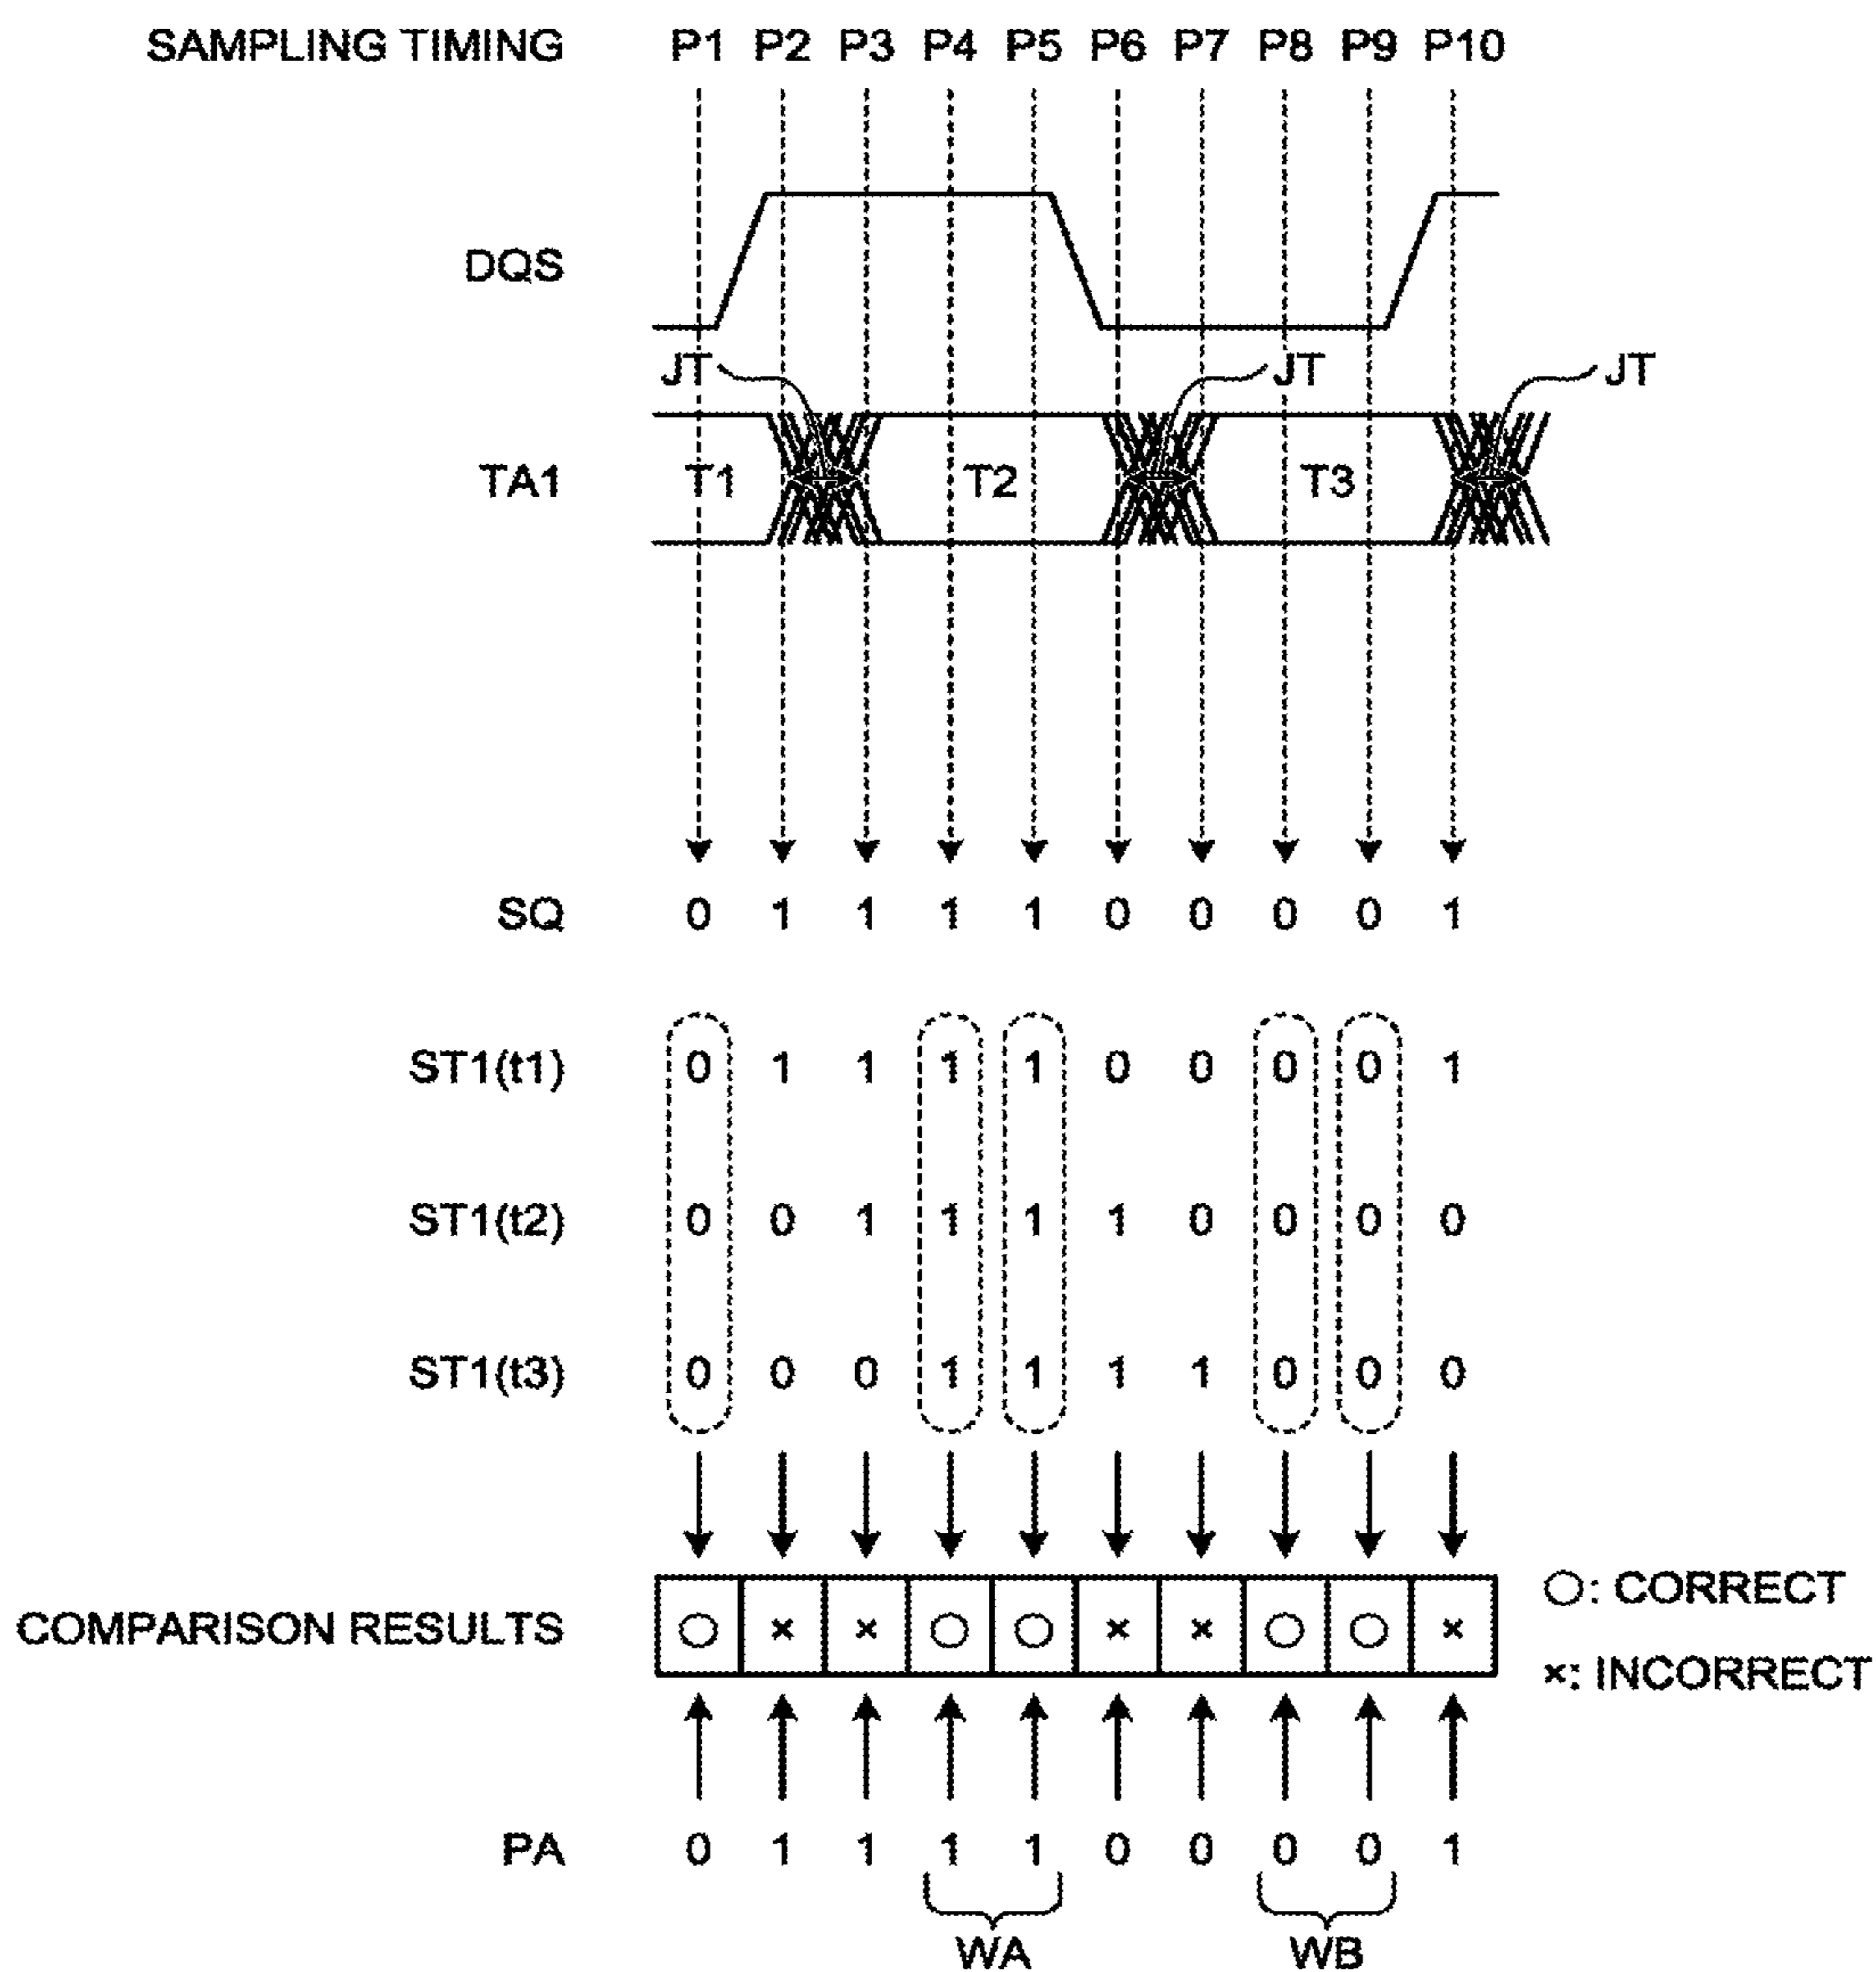 SAMPLING TIMING P1 P2 P3 P4 P5 P6 P7 P8 P9 P10
DQS
JT JT JT
TA1 T1 T2 T3
SQ 0 1 1 1 1 0 0 0 0 1
ST1(t1) 0 1 1 1 1 0 0 0 0 1
ST1(t2) 0 0 1 1 1 1 0 0 0 0
ST1(t3) 0 0 0 1 1 1 1 0 0 0
○: CORRECT
COMPARISON RESULTS ○ × × ○ ○ × × ○ ○ ×
×: INCORRECT
PA 0 1 1 1 1 0 0 0 0 1
WA WB